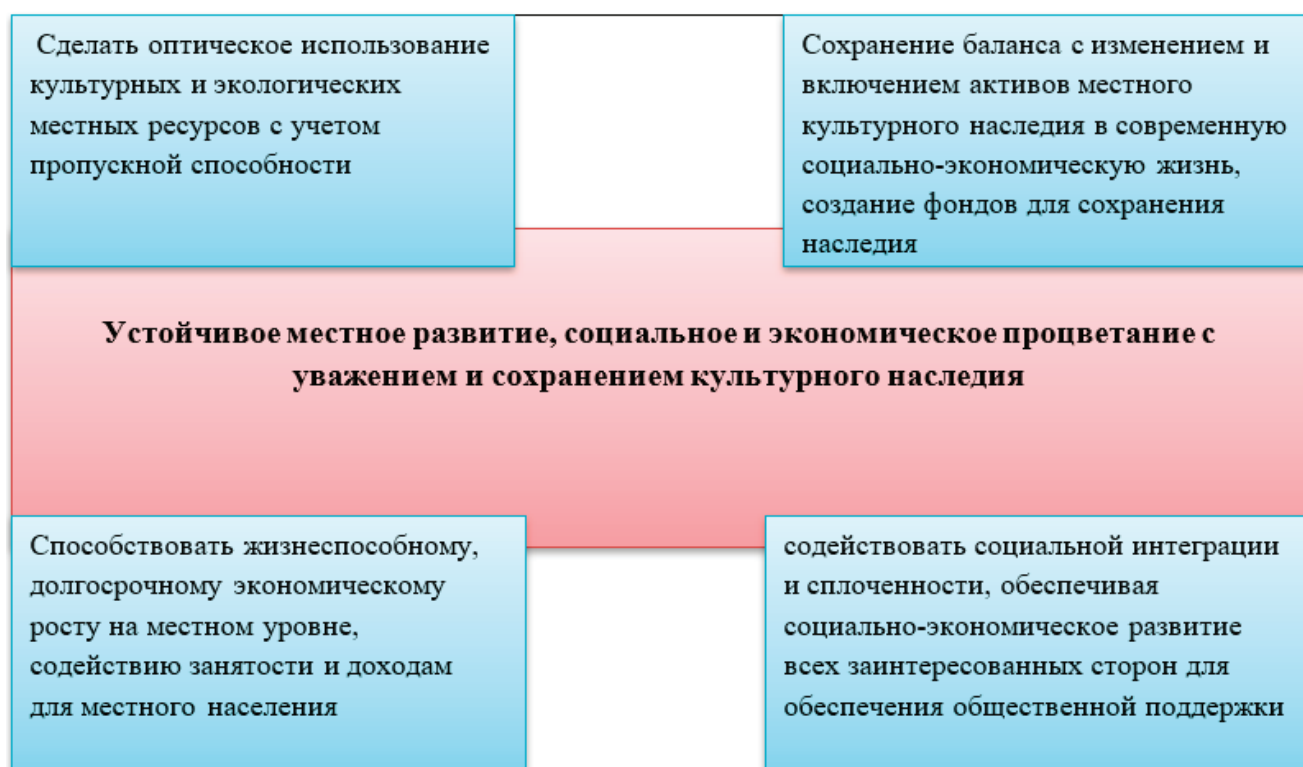 Сделать оптическое использование
культурных и экологических
местных ресурсов с учетом
пропускной способности
Сохранение баланса с изменением и
включением активов местного
культурного наследия в современную
социально-экономическую жизнь,
создание фондов для сохранения
наследия
Устойчивое местное развитие, социальное и экономическое процветание с
уважением и сохранением культурного наследия
Способствовать жизнеспособному,
долгосрочному экономическому
росту на местном уровне,
содействию занятости и доходам
для местного населения
содействовать социальной интеграции
и сплоченности, обеспечивая
социально-экономическое развитие
всех заинтересованных сторон для
обеспечения общественной поддержки